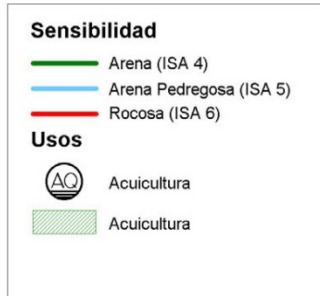 Sensibilidad
Arena (ISA 4)
Arena Pedregosa (ISA 5)
Rocosa (ISA 6)
Usos
AQ Acuicultura
Acuicultura